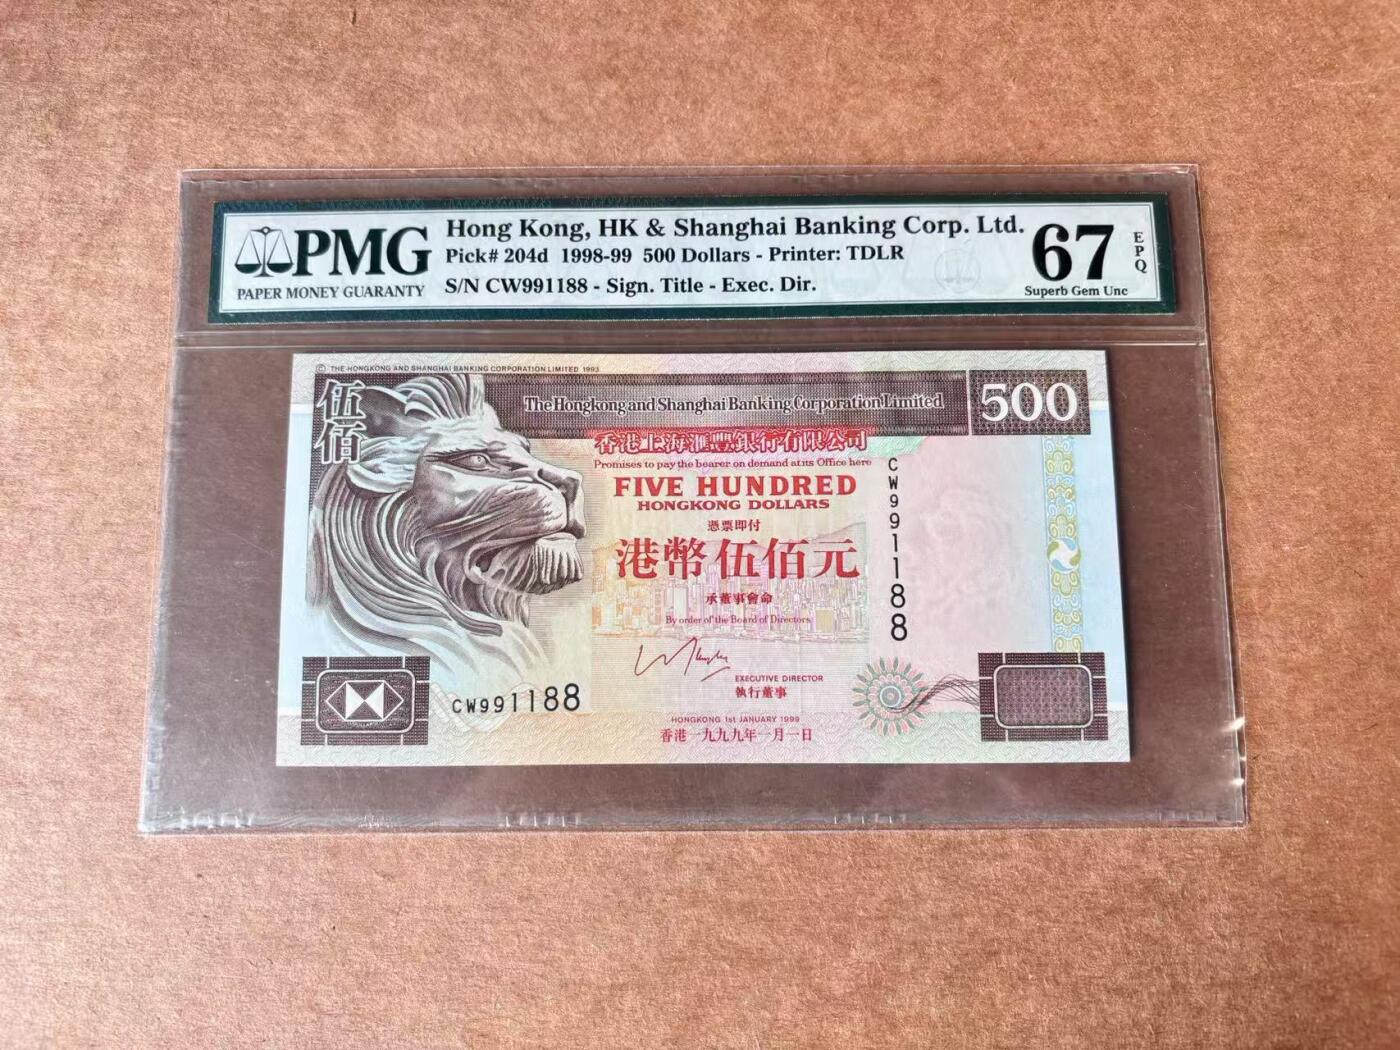 PMG
PAPER MONEY GUARANTY
Hong Kong, HK & Shanghai Banking Corp. Ltd.
Pick# 204d 1998-99 500 Dollars - Printer: TDLR
S/N CW991188 - Sign. Title - Exec. Dir.
67
EPQ
Superb Gem Unc
© THE HONGKONG AND SHANGHAI BANKING CORPORATION LIMITED 1993
伍佰
The Hongkong and Shanghai Banking Corporation Limited
500
香港上海滙豐銀行有限公司
Promises to pay the bearer on demand at its Office here
FIVE HUNDRED
HONGKONG DOLLARS
憑票即付
港幣伍佰元
承董事會命
By order of the Board of Directors
CW991188
EXECUTIVE DIRECTOR
執行董事
CW991188
HONGKONG 1st JANUARY 1999
香港一九九九年一月一日